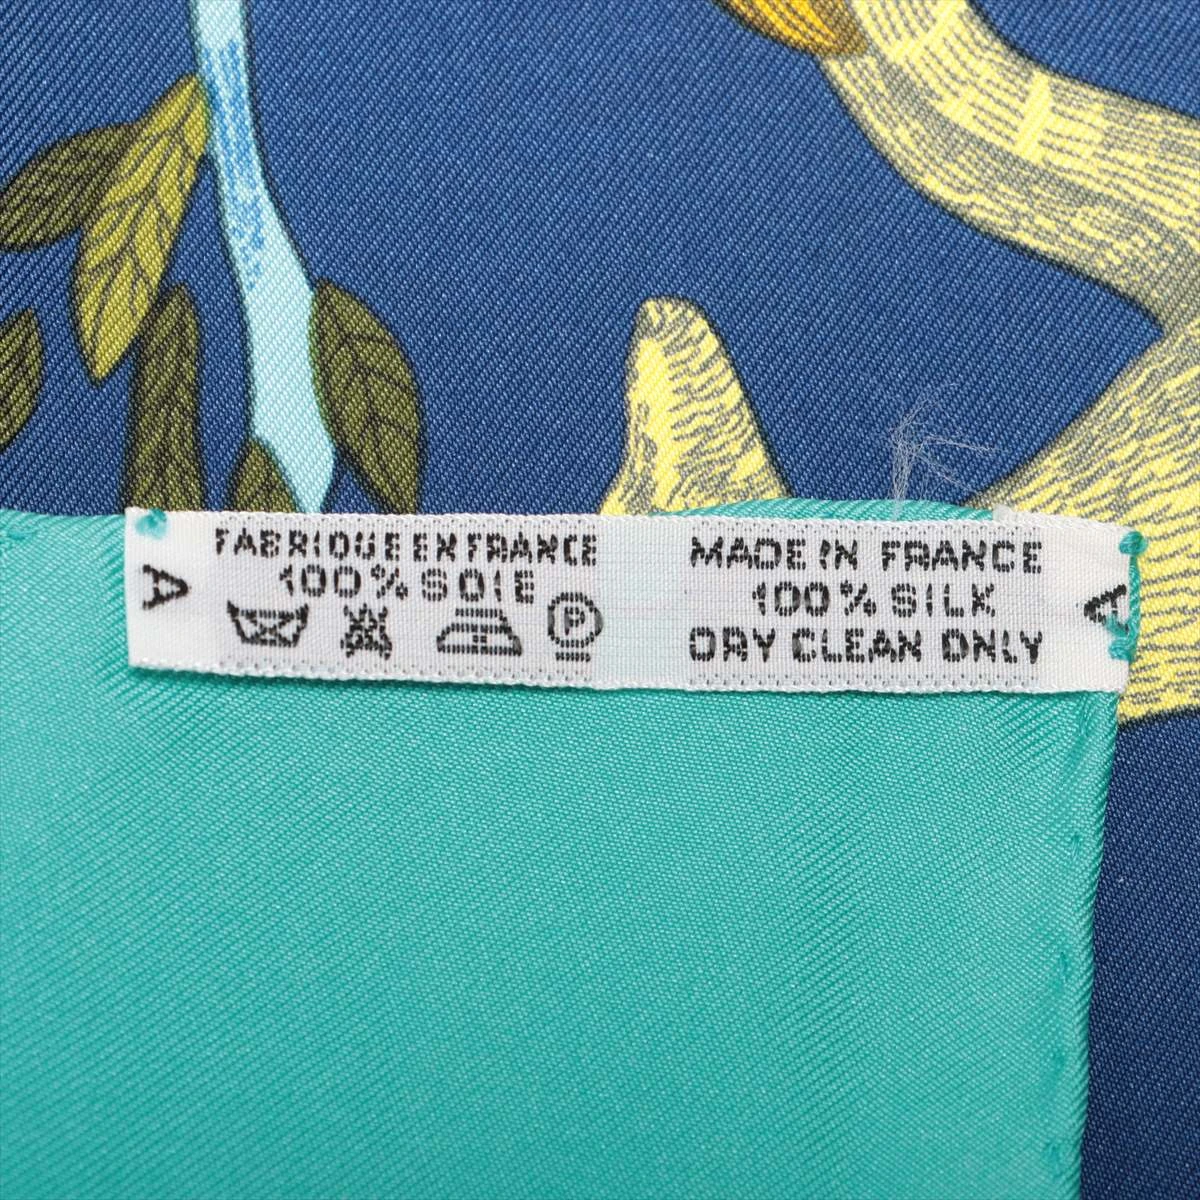 A
FABRIQUE EN FRANCE
100% SOIE
P
MADE IN FRANCE
100% SILK
DRY CLEAN ONLY
A